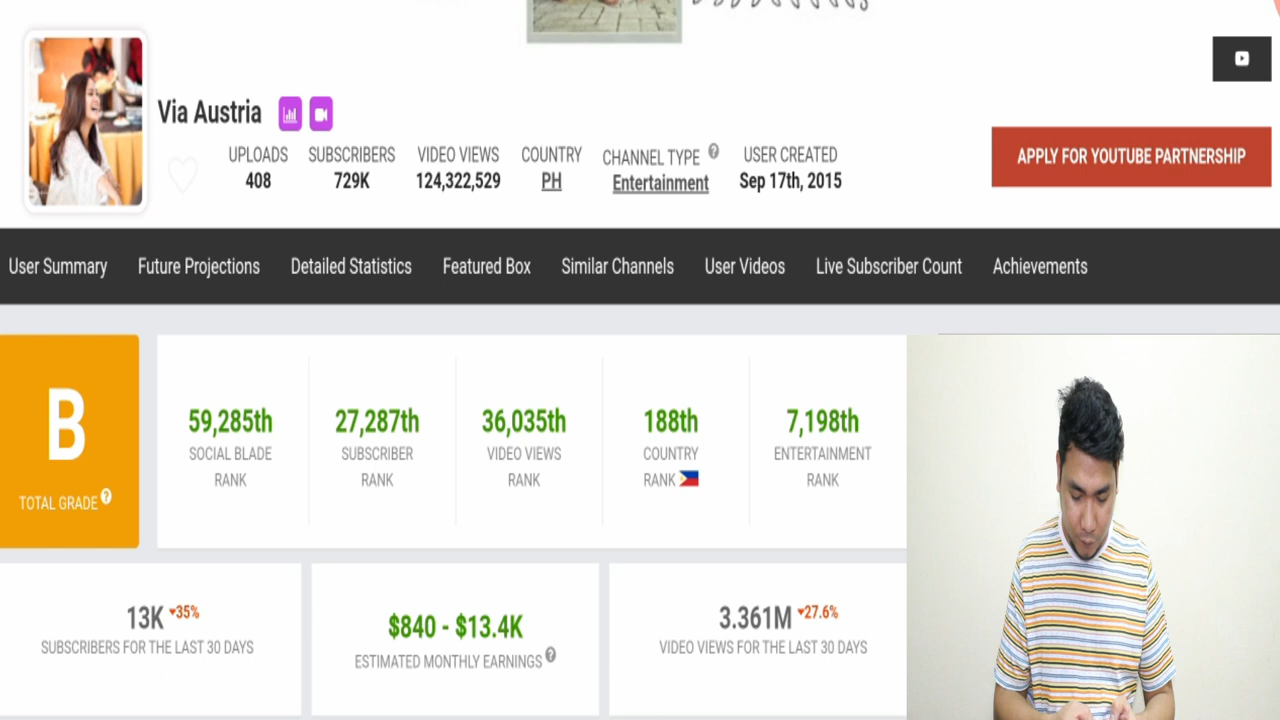 Via Austria
UPLOADS
408
SUBSCRIBERS
729K
VIDEO VIEWS
124,322,529
COUNTRY
PH
CHANNEL TYPE ?
Entertainment
USER CREATED
Sep 17th, 2015
APPLY FOR YOUTUBE PARTNERSHIP
User Summary
Future Projections
Detailed Statistics
Featured Box
Similar Channels
User Videos
Live Subscriber Count
Achievements
B
TOTAL GRADE ?
59,285th
SOCIAL BLADE
RANK
27,287th
SUBSCRIBER
RANK
36,035th
VIDEO VIEWS
RANK
188th
COUNTRY
RANK
7,198th
ENTERTAINMENT
RANK
13K ▾35%
SUBSCRIBERS FOR THE LAST 30 DAYS
$840 - $13.4K
ESTIMATED MONTHLY EARNINGS ?
3.361M ▾27.6%
VIDEO VIEWS FOR THE LAST 30 DAYS